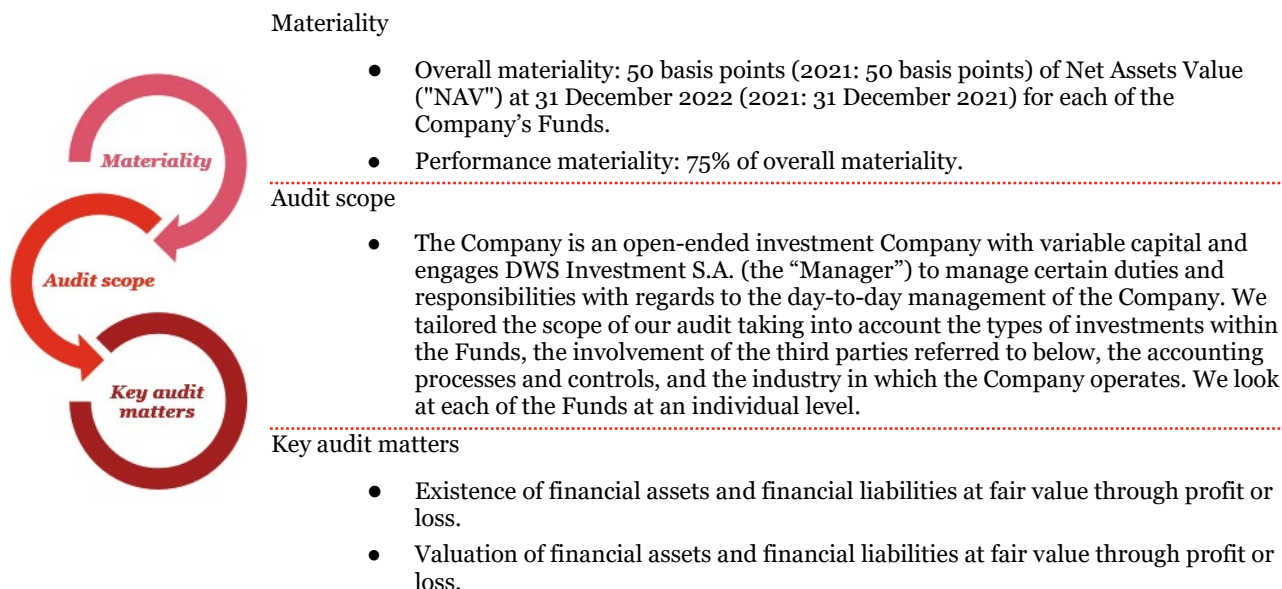 Materiality
● Overall materiality: 50 basis points (2021: 50 basis points) of Net Assets Value
("NAV") at 31 December 2022 (2021: 31 December 2021) for each of the
Company’s Funds.
● Performance materiality: 75% of overall materiality.
Materiality
Audit scope
● The Company is an open-ended investment Company with variable capital and
engages DWS Investment S.A. (the “Manager”) to manage certain duties and
responsibilities with regards to the day-to-day management of the Company. We
tailored the scope of our audit taking into account the types of investments within
the Funds, the involvement of the third parties referred to below, the accounting
processes and controls, and the industry in which the Company operates. We look
at each of the Funds at an individual level.
Audit scope
Key audit
matters
Key audit matters
● Existence of financial assets and financial liabilities at fair value through profit or
loss.
● Valuation of financial assets and financial liabilities at fair value through profit or
loss.